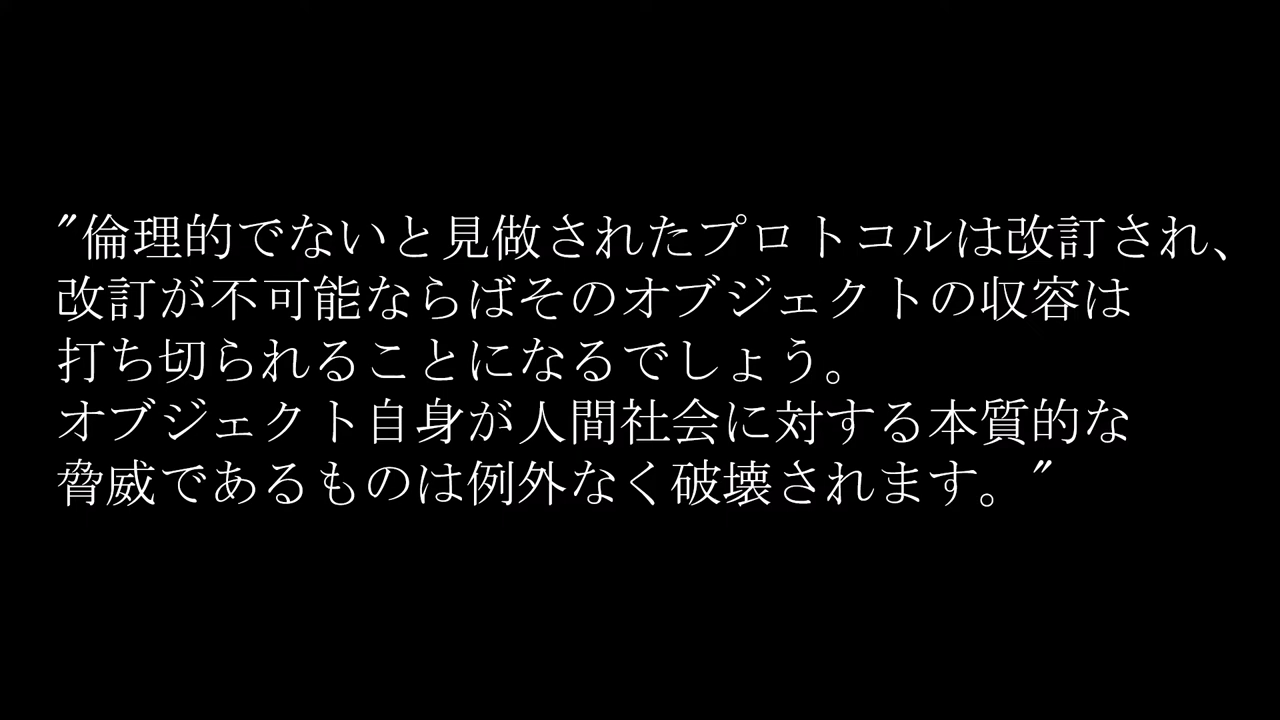 "倫理的でないと見做されたプロトコルは改訂され、
改訂が不可能ならばそのオブジェクトの収容は
打ち切られることになるでしょう。
オブジェクト自身が人間社会に対する本質的な
脅威であるものは例外なく破壊されます。"